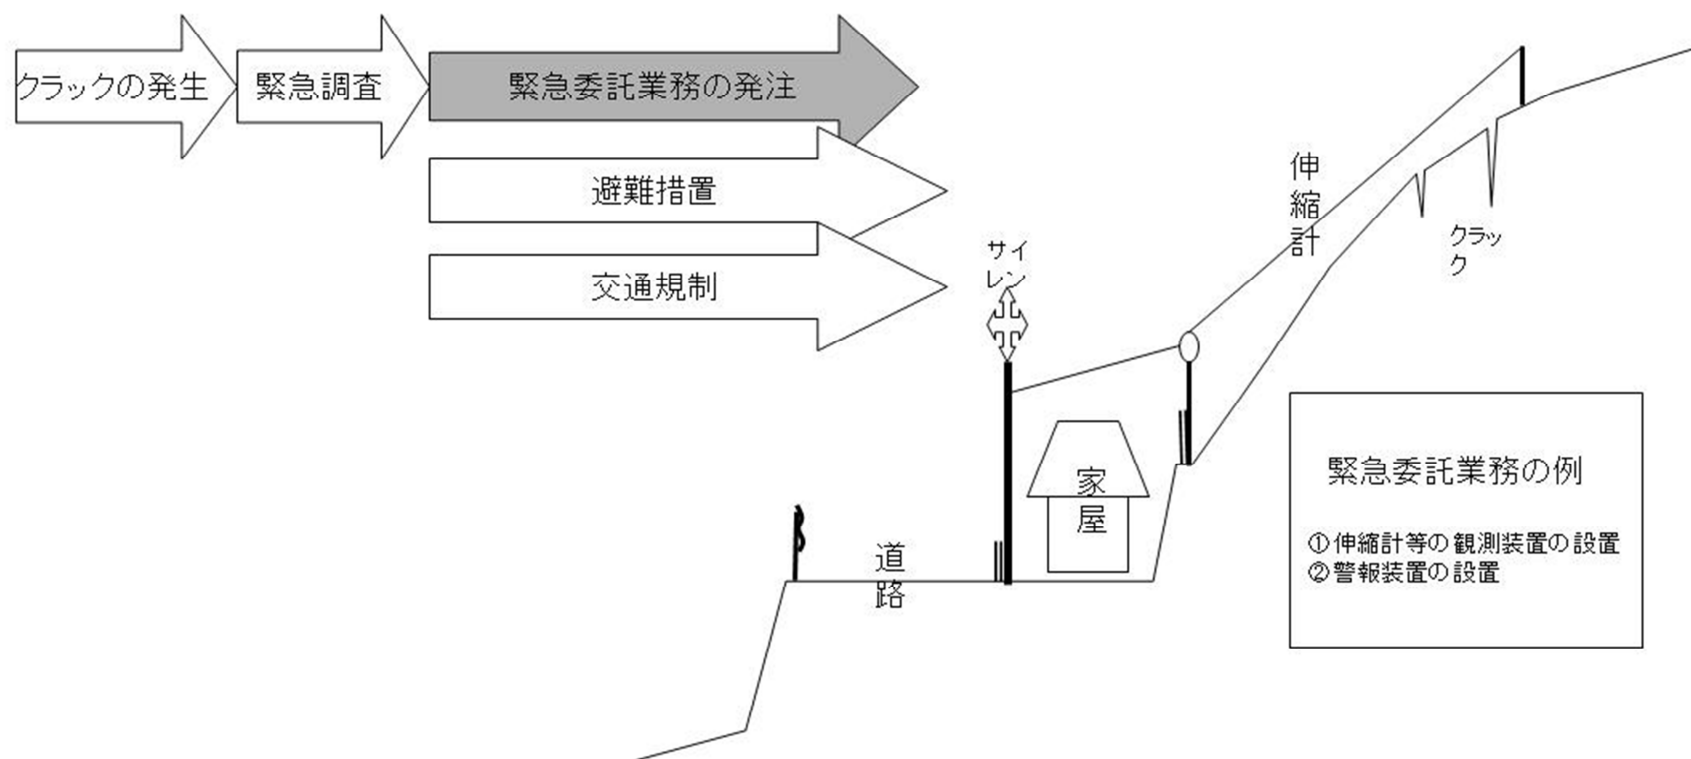 クラックの発生
緊急調査
緊急委託業務の発注
避難措置
交通規制
サイ
レン
伸
縮
計
クラッ
ク
家
屋
道
路
緊急委託業務の例
①伸縮計等の観測装置の設置
②警報装置の設置